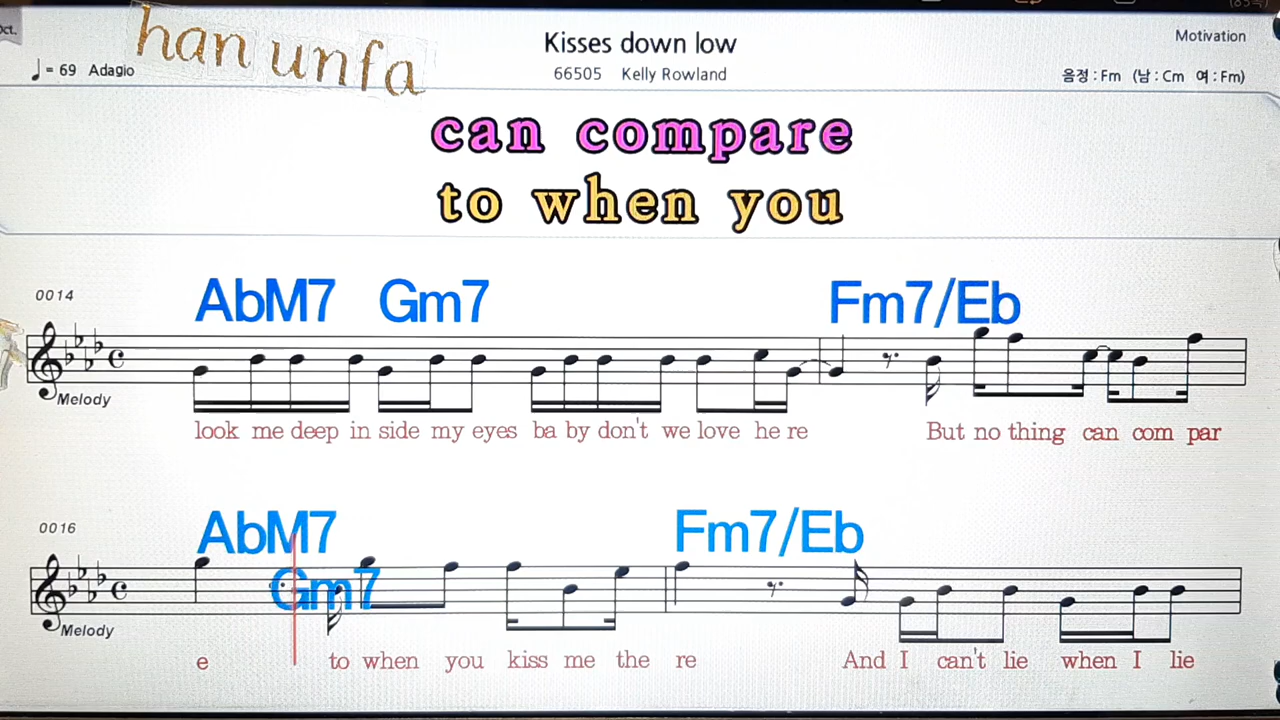 Oct.
han unfa
Kisses down low
Motivation
♩= 69 Adagio
66505 Kelly Rowland
음정 : Fm (남 : Cm 여 : Fm)
can compare
to when you
0014
AbM7 Gm7 Fm7/Eb
Melody
look me deep in side my eyes ba by don't we love he re But no thing can com par
0016
AbM7 Gm7 Fm7/Eb
Melody
e to when you kiss me the re And I can't lie when I lie